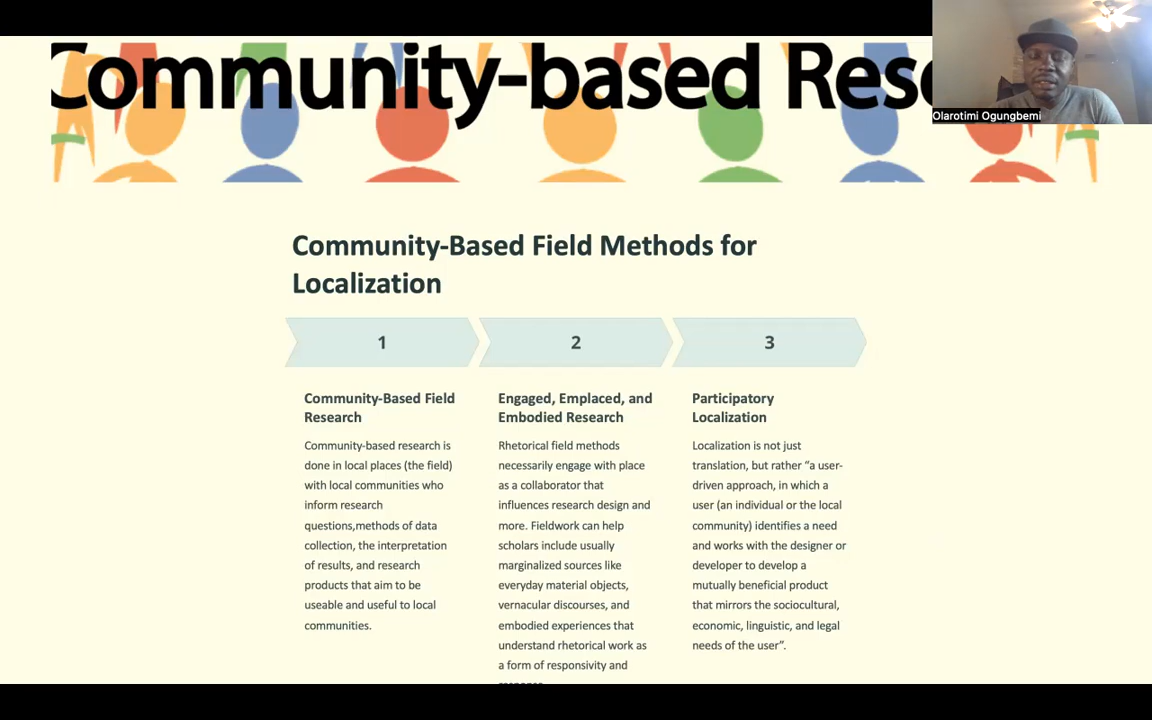 Community-based Rese
Olarotimi Ogungbemi
Community-Based Field Methods for
Localization
1
2
3
Community-Based Field
Research
Community-based research is
done in local places (the field)
with local communities who
inform research
questions,methods of data
collection, the interpretation
of results, and research
products that aim to be
useable and useful to local
communities.
Engaged, Emplaced, and
Embodied Research
Rhetorical field methods
necessarily engage with place
as a collaborator that
influences research design and
more. Fieldwork can help
scholars include usually
marginalized sources like
everyday material objects,
vernacular discourses, and
embodied experiences that
understand rhetorical work as
a form of responsivity and
Participatory
Localization
Localization is not just
translation, but rather “a user-
driven approach, in which a
user (an individual or the local
community) identifies a need
and works with the designer or
developer to develop a
mutually beneficial product
that mirrors the sociocultural,
economic, linguistic, and legal
needs of the user”.